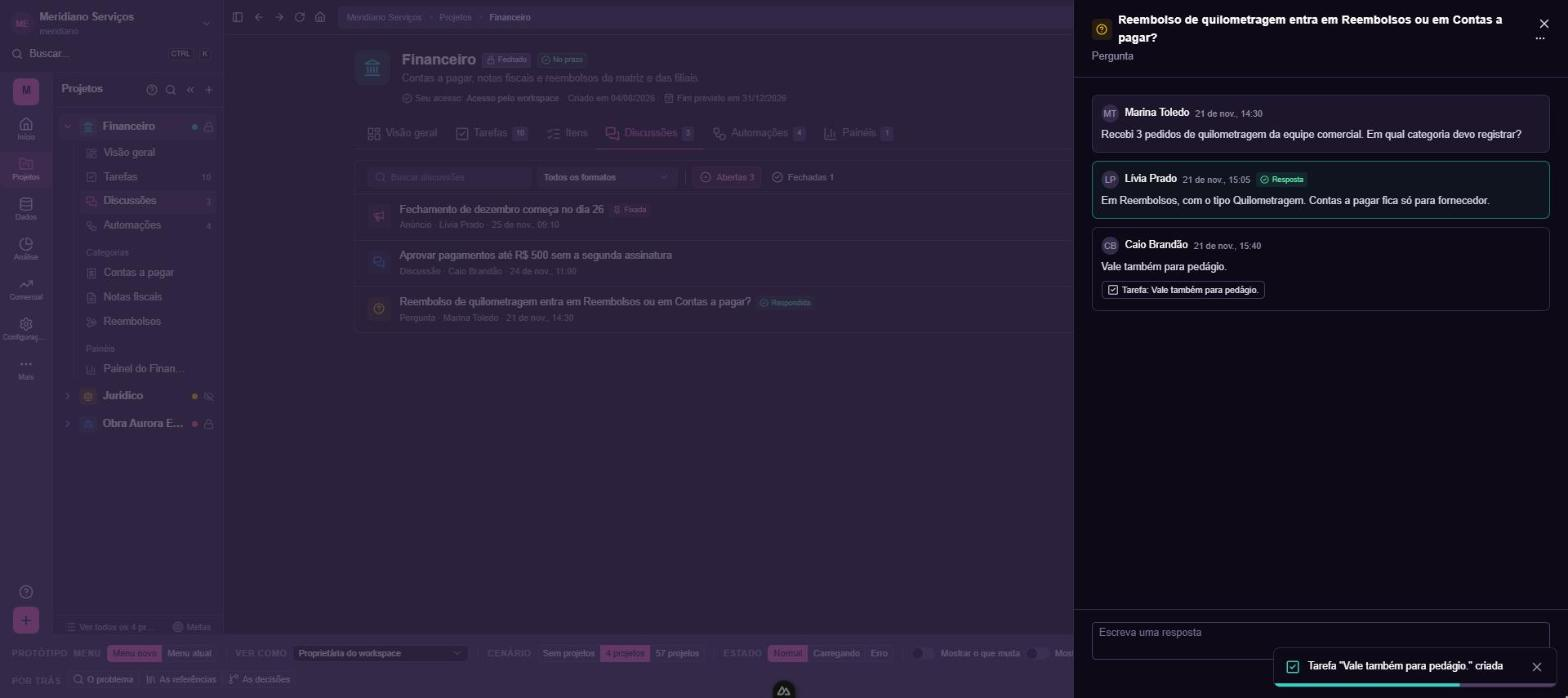 ME
Meridiano Serviços
meridiano
Buscar...
CTRL
K
M
Início
Projetos
Dados
Análise
Comercial
Configuraç...
Mais
Projetos
Financeiro
Visão geral
Tarefas
10
Discussões
3
Automações
4
Categorias
Contas a pagar
Notas fiscais
Reembolsos
Painéis
Painel do Finan...
Jurídico
Obra Aurora E...
Ver todos os 4 pr...
Metas
Meridiano Serviços
Projetos
Financeiro
Financeiro
Fechado
No prazo
Contas a pagar, notas fiscais e reembolsos da matriz e das filiais.
Seu acesso: Acesso pelo workspace · Criado em 04/08/2026
Fim previsto em 31/12/2026
Visão geral
Tarefas 10
Itens
Discussões 3
Automações 4
Painéis 1
Buscar discussões
Todos os formatos
Abertas 3
Fechadas 1
Fechamento de dezembro começa no dia 26
Fixada
Anúncio · Lívia Prado · 25 de nov., 09:10
Aprovar pagamentos até R$ 500 sem a segunda assinatura
Discussão · Caio Brandão · 24 de nov., 11:00
Reembolso de quilometragem entra em Reembolsos ou em Contas a pagar?
Respondida
Pergunta · Marina Toledo · 21 de nov., 14:30
Reembolso de quilometragem entra em Reembolsos ou em Contas a
pagar?
Pergunta
MT
Marina Toledo 21 de nov., 14:30
Recebi 3 pedidos de quilometragem da equipe comercial. Em qual categoria devo registrar?
LP
Lívia Prado 21 de nov., 15:05
Resposta
Em Reembolsos, com o tipo Quilometragem. Contas a pagar fica só para fornecedor.
CB
Caio Brandão 21 de nov., 15:40
Vale também para pedágio.
Tarefa: Vale também para pedágio.
Escreva uma resposta
Tarefa "Vale também para pedágio." criada
PROTÓTIPO MENU Menu novo Menu atual
VER COMO Proprietária do workspace
CENÁRIO Sem projetos 4 projetos 57 projetos
ESTADO Normal Carregando Erro
Mostrar o que muda
Most
POR TRÁS
O problema
As referências
As decisões